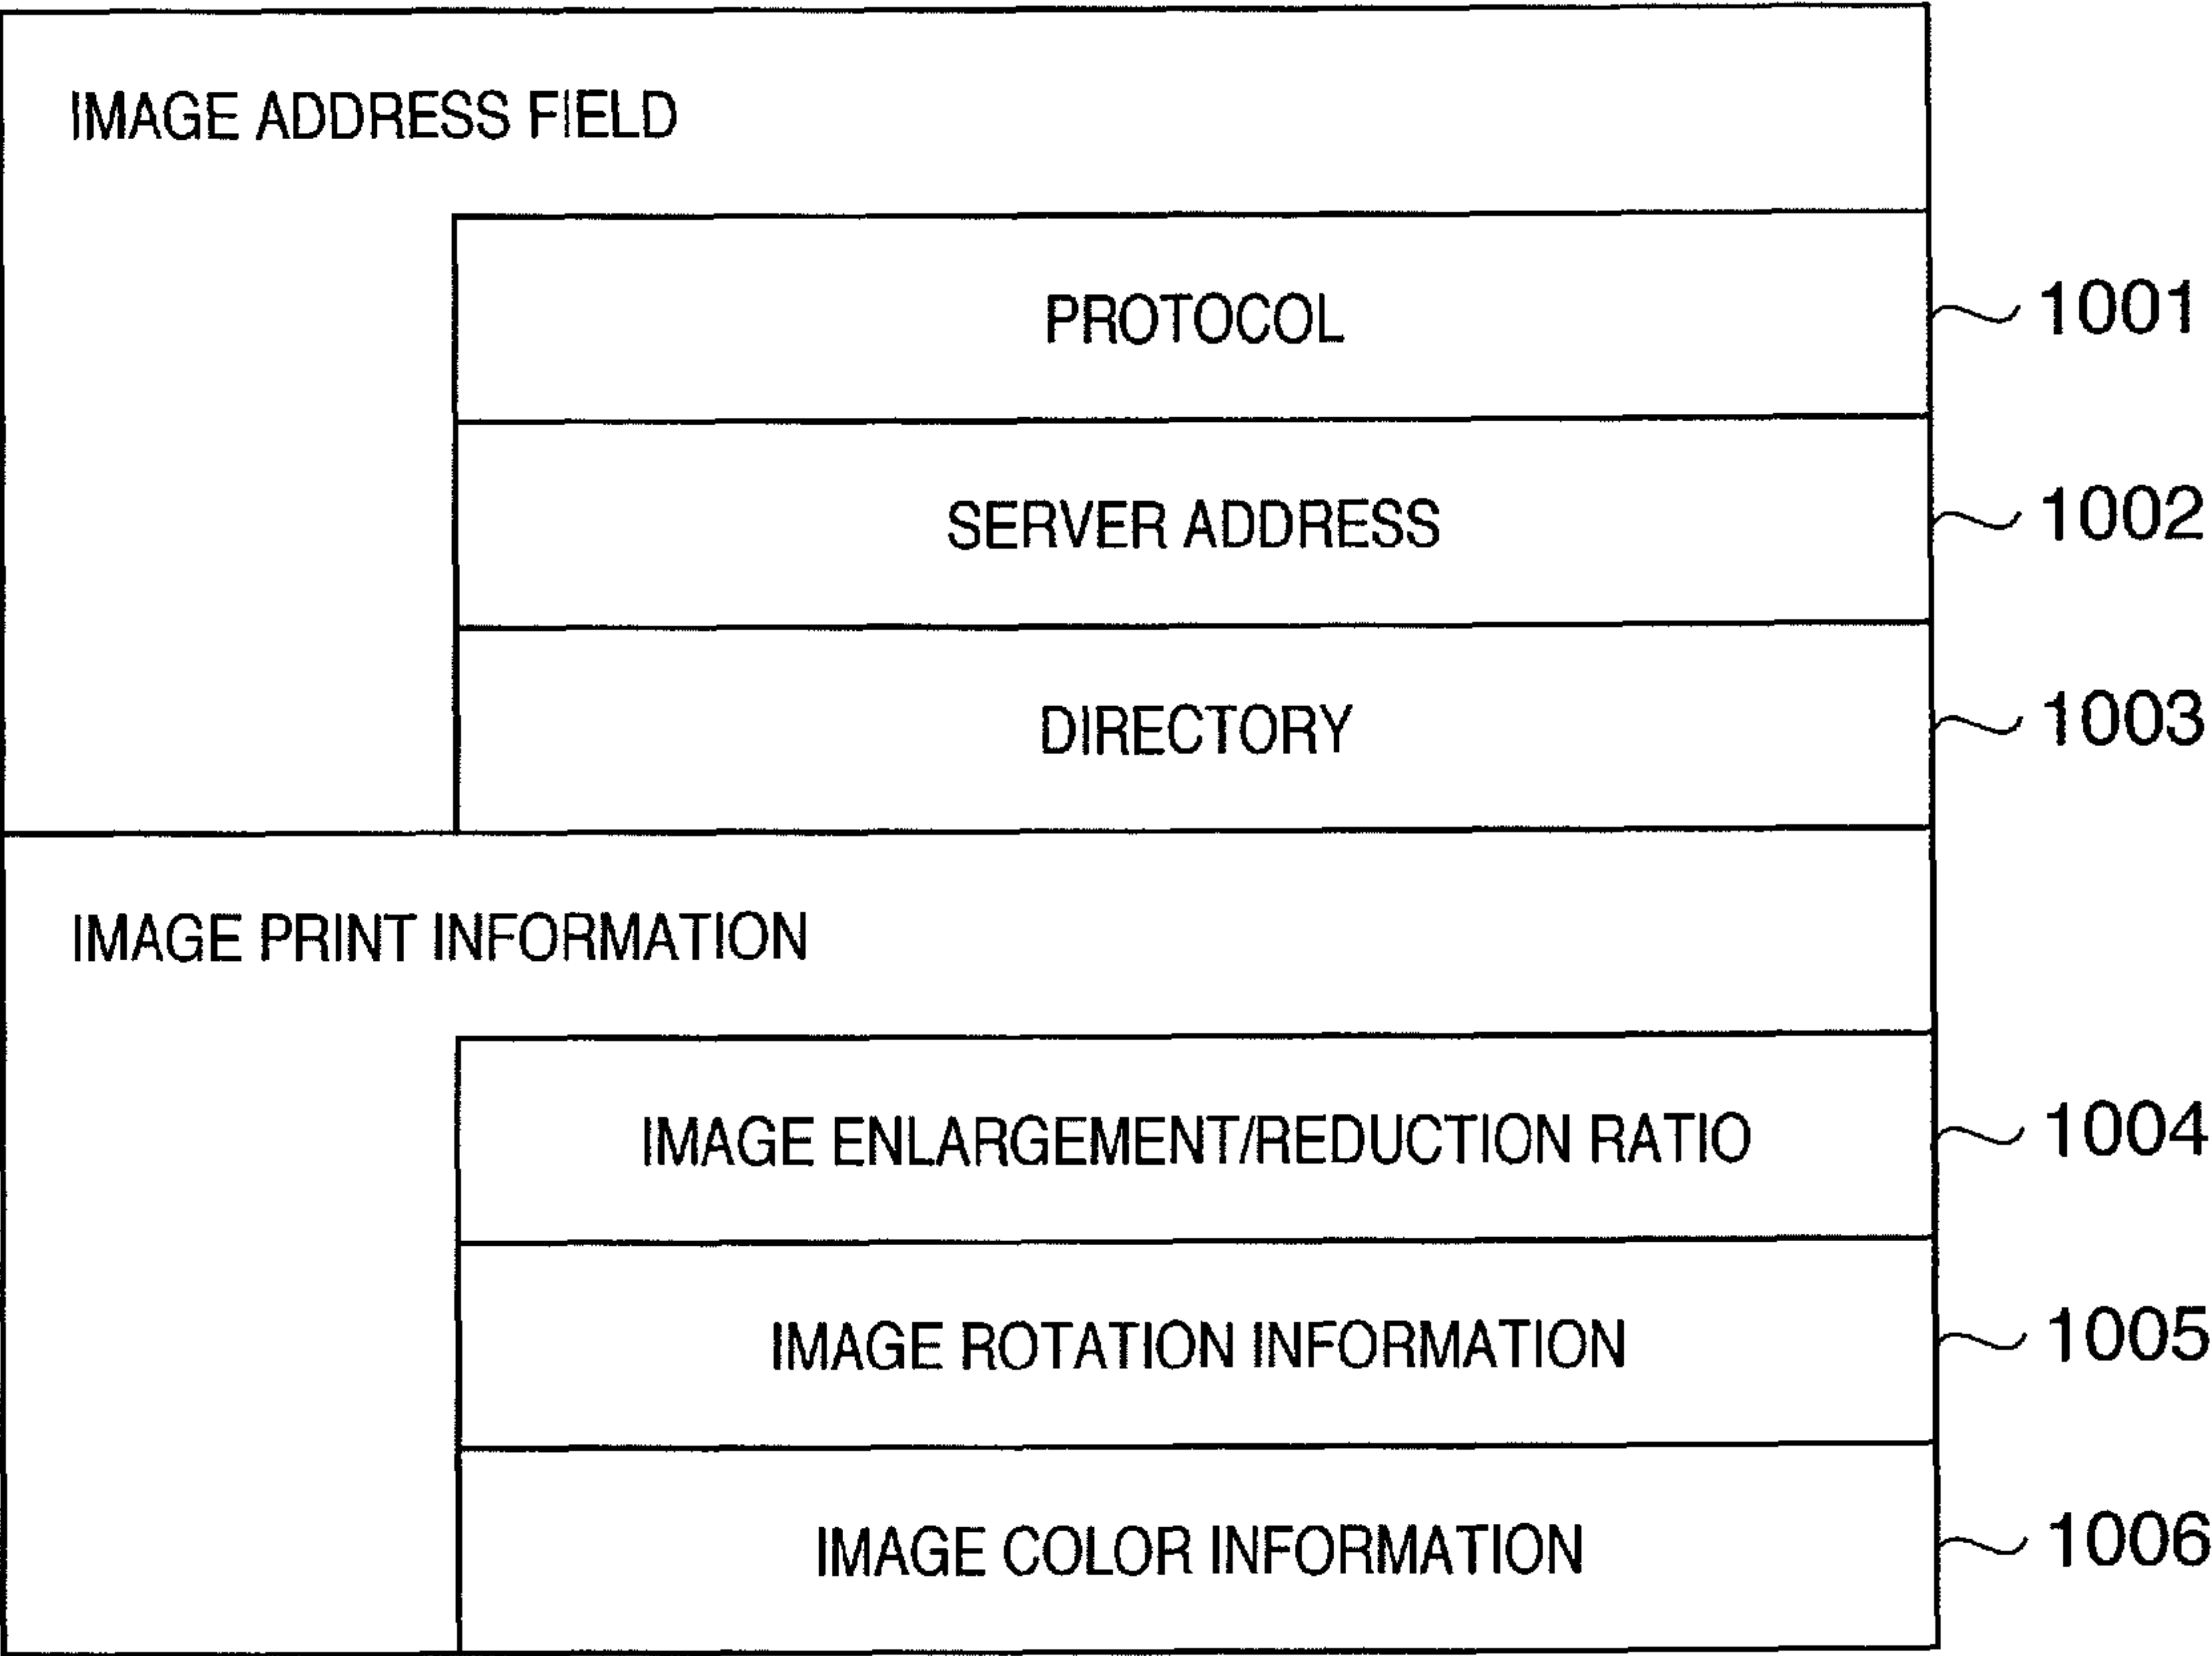 IMAGE ADDRESS FIELD
PROTOCOL 1001
SERVER ADDRESS 1002
DIRECTORY 1003
IMAGE PRINT INFORMATION
IMAGE ENLARGEMENT/REDUCTION RATIO 1004
IMAGE ROTATION INFORMATION 1005
IMAGE COLOR INFORMATION 1006